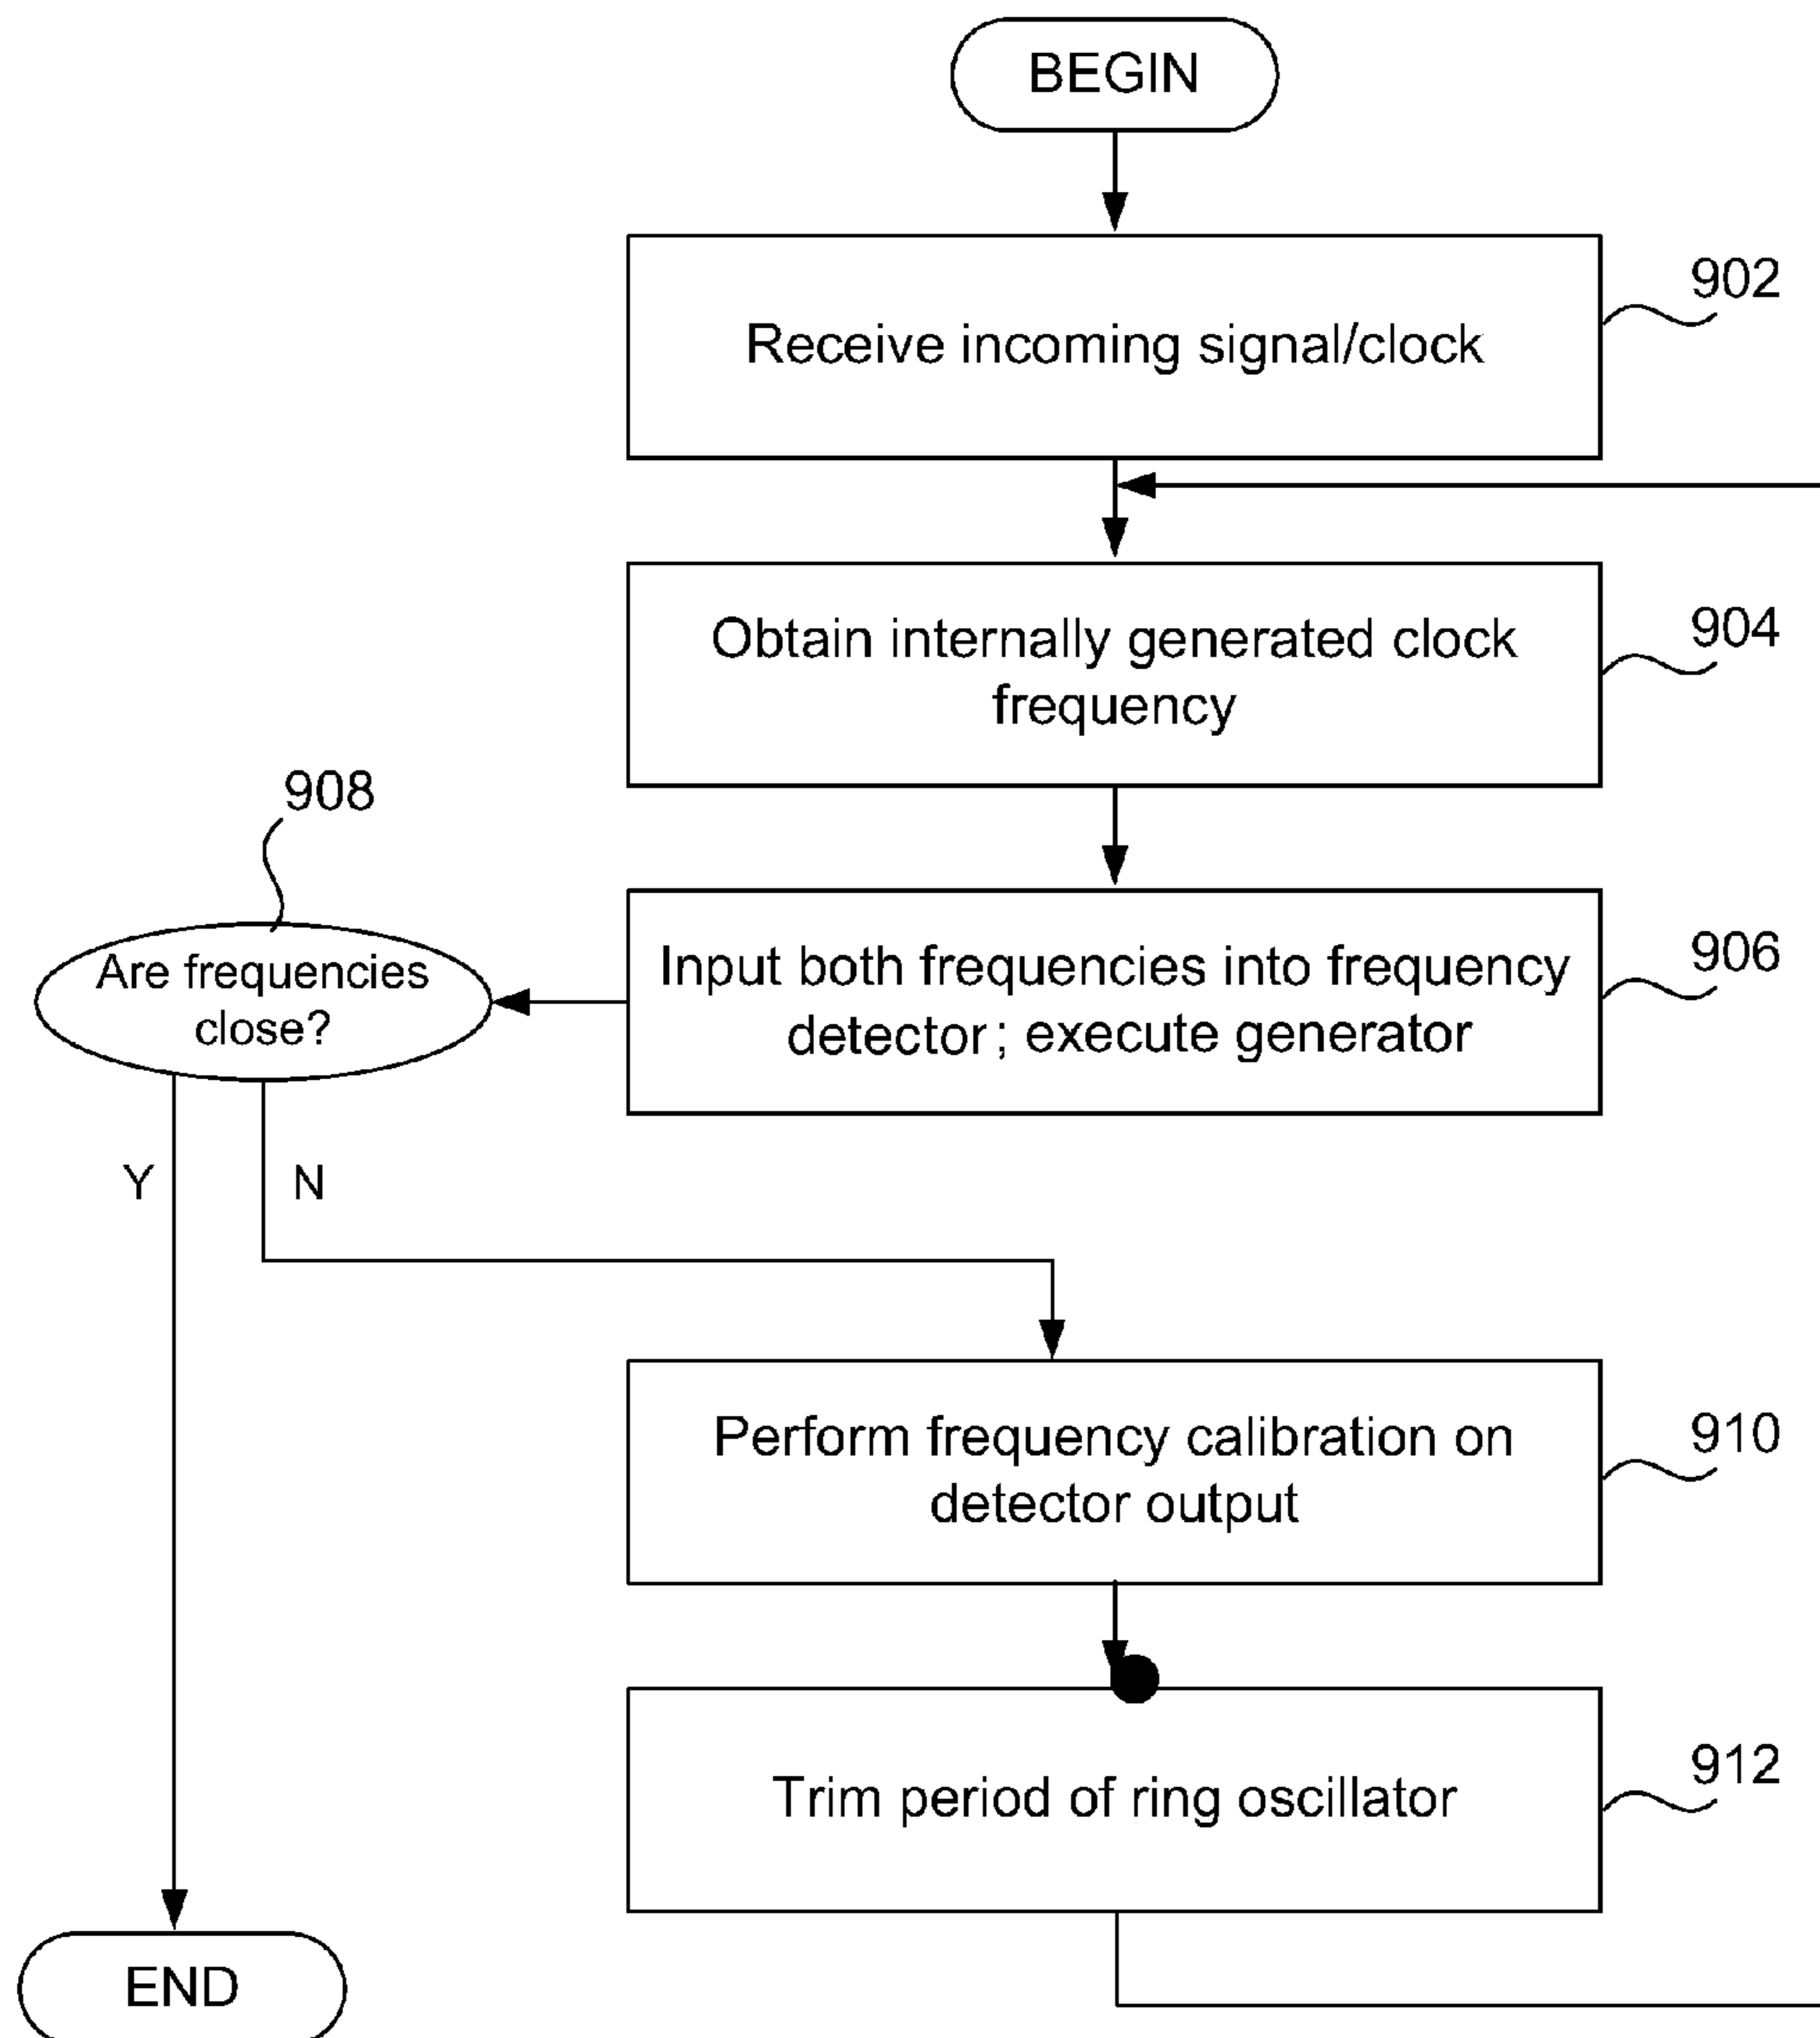 BEGIN
Receive incoming signal/clock
902
Obtain internally generated clock
frequency
904
908
Are frequencies
close?
Input both frequencies into frequency
detector; execute generator
906
Y
N
Perform frequency calibration on
detector output
910
Trim period of ring oscillator
912
END